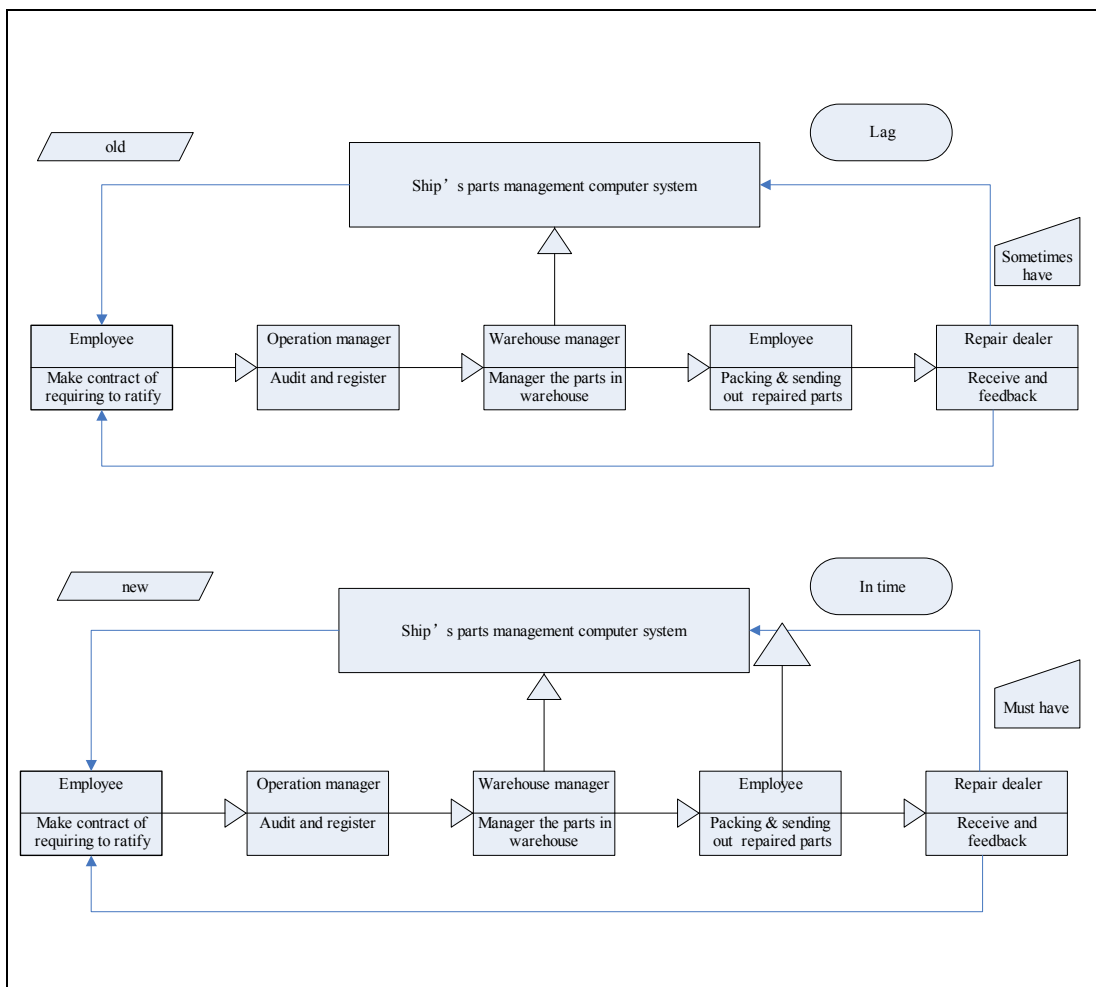 Lag
old
Ship’s parts management computer system
Sometimes
have
Employee
Operation manager
Warehouse manager
Employee
Repair dealer
Make contract of
requiring to ratify
Audit and register
Manager the parts in
warehouse
Packing & sending
out repaired parts
Receive and
feedback
new
In time
Ship’s parts management computer system
Must have
Employee
Operation manager
Warehouse manager
Employee
Repair dealer
Make contract of
requiring to ratify
Audit and register
Manager the parts in
warehouse
Packing & sending
out repaired parts
Receive and
feedback